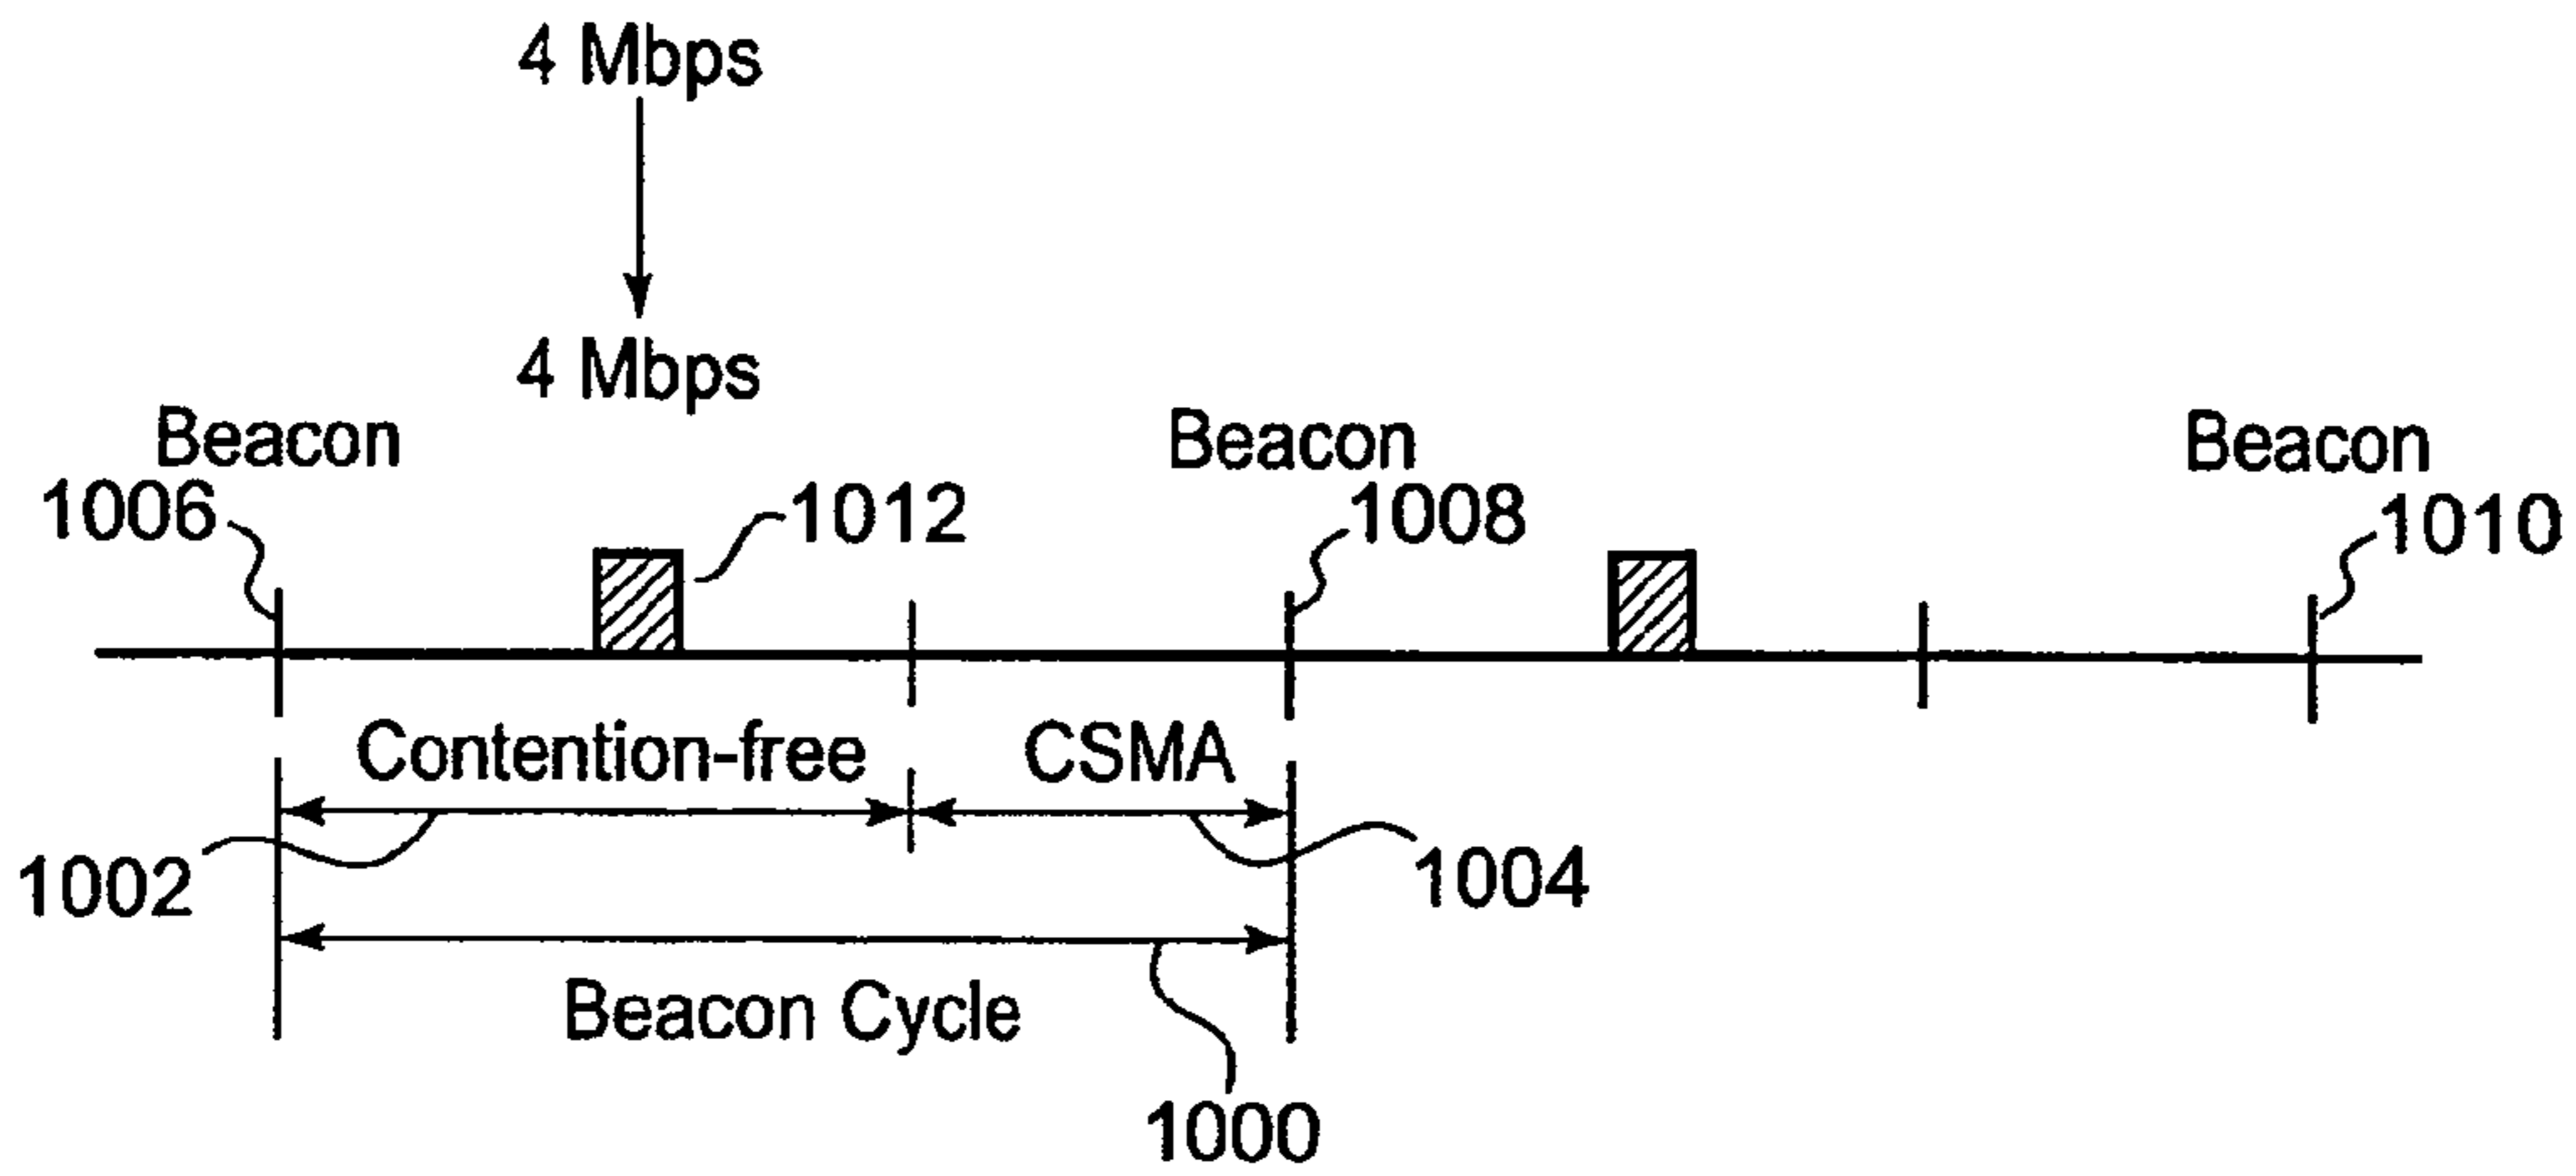 4 Mbps
4 Mbps
Beacon Beacon Beacon
1006 1012 1008 1010
Contention-free CSMA
1002 1004
Beacon Cycle
1000